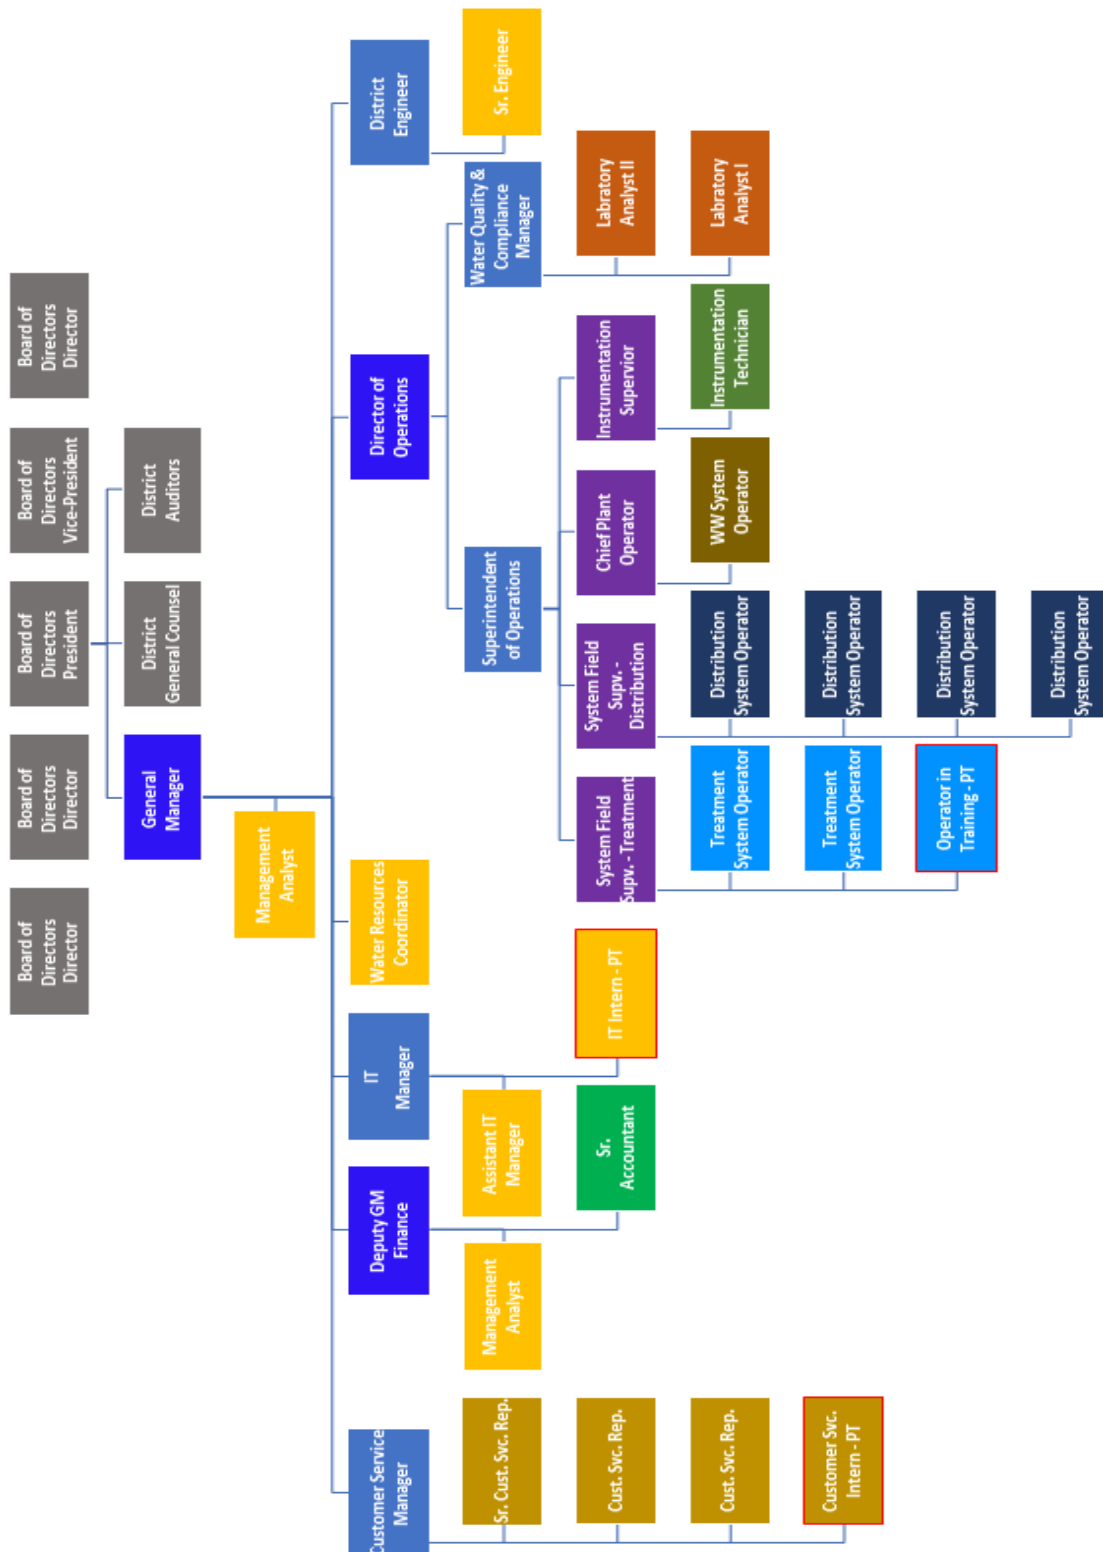 Board of
Directors
Director
Board of
Directors
Director
Board of
Directors
President
Board of
Directors
Vice-President
Board of
Directors
Director
General
Manager
District
General Counsel
District
Auditors
Management
Analyst
Customer Service
Manager
Deputy GM
Finance
IT
Manager
Water Resources
Coordinator
Director of
Operations
District
Engineer
Sr. Cust. Svc. Rep.
Management
Analyst
Assistant IT
Manager
Superintendent
of Operations
Water Quality &
Compliance
Manager
Sr. Engineer
Cust. Svc. Rep.
Sr.
Accountant
IT Intern - PT
System Field
Supv. - Treatment
System Field
Supv. -
Distribution
Chief Plant
Operator
Instrumentation
Supervior
Labratory
Analyst II
Cust. Svc. Rep.
Treatment
System Operator
Distribution
System Operator
WW System
Operator
Instrumentation
Technician
Labratory
Analyst I
Customer Svc.
Intern - PT
Treatment
System Operator
Distribution
System Operator
Operator in
Training - PT
Distribution
System Operator
Distribution
System Operator